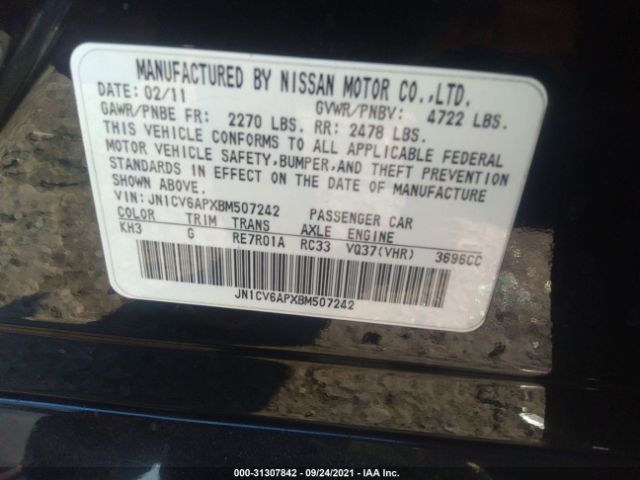 MANUFACTURED BY NISSAN MOTOR CO.,LTD.
DATE: 02/11
GAWR/PNBE FR: 2270 LBS. GVWR/PNBV: 4722 LBS.
RR: 2478 LBS.
THIS VEHICLE CONFORMS TO ALL APPLICABLE FEDERAL
MOTOR VEHICLE SAFETY,BUMPER,AND THEFT PREVENTION
STANDARDS IN EFFECT ON THE DATE OF MANUFACTURE
SHOWN ABOVE.
VIN: JN1CV6APXBM507242 PASSENGER CAR
COLOR TRIM TRANS AXLE ENGINE
KH3 G RE7R01A RC33 VQ37(VHR) 3696CC
JN1CV6APXBM507242
000-31307842 - 09/24/2021 - IAA Inc.